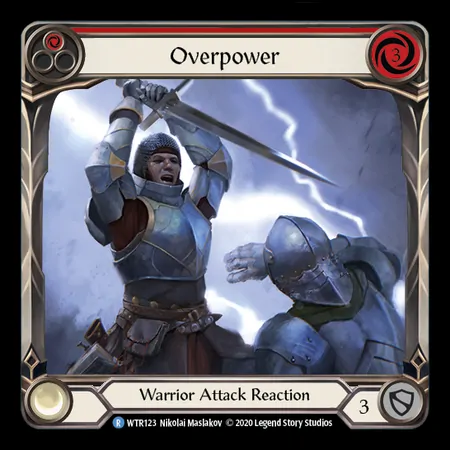 Overpower
3
Warrior Attack Reaction
3
R WTR123 Nikolai Maslakov © 2020 Legend Story Studios